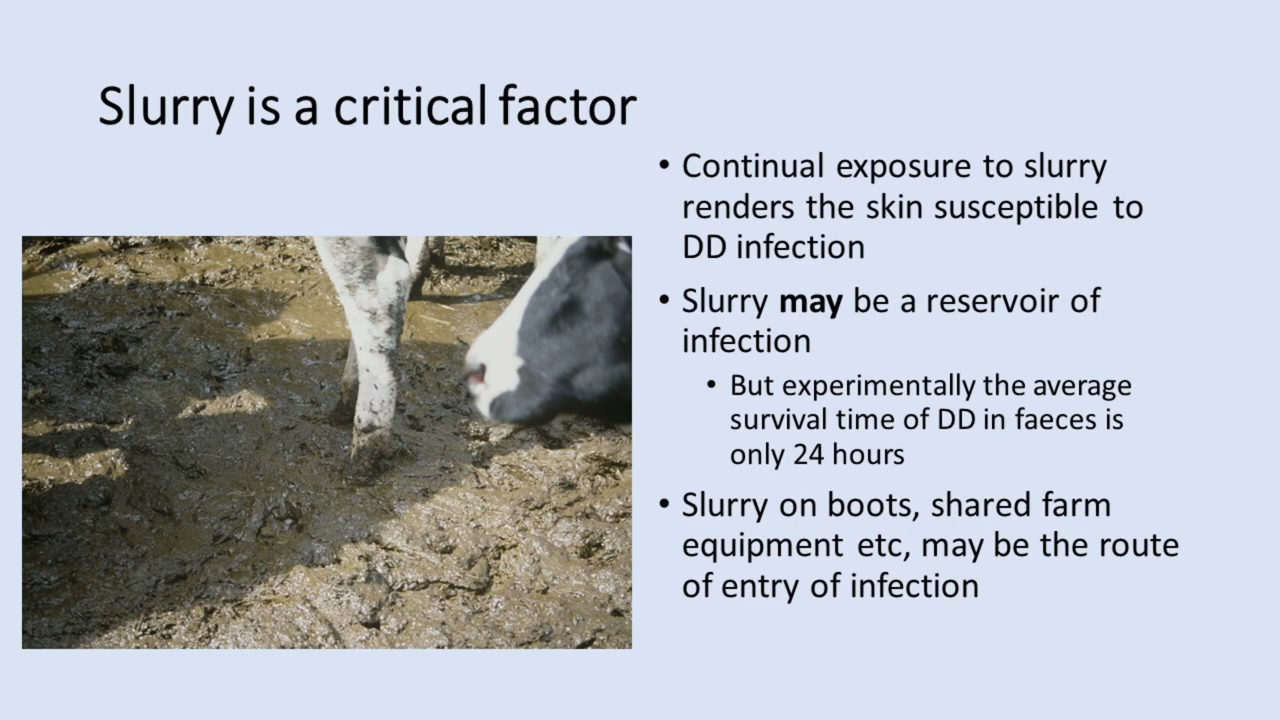 Slurry is a critical factor
• Continual exposure to slurry
renders the skin susceptible to
DD infection
• Slurry may be a reservoir of
infection
• But experimentally the average
survival time of DD in faeces is
only 24 hours
• Slurry on boots, shared farm
equipment etc, may be the route
of entry of infection